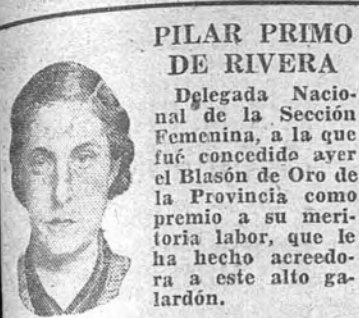 PILAR PRIMO
DE RIVERA
Delegada Nacio-
nal de la Sección
Femenina, a la que
fué concedido ayer
el Blasón de Oro de
la Provincia como
premio a su meri-
toria labor, que le
ha hecho acreedo-
ra a este alto ga-
lardón.